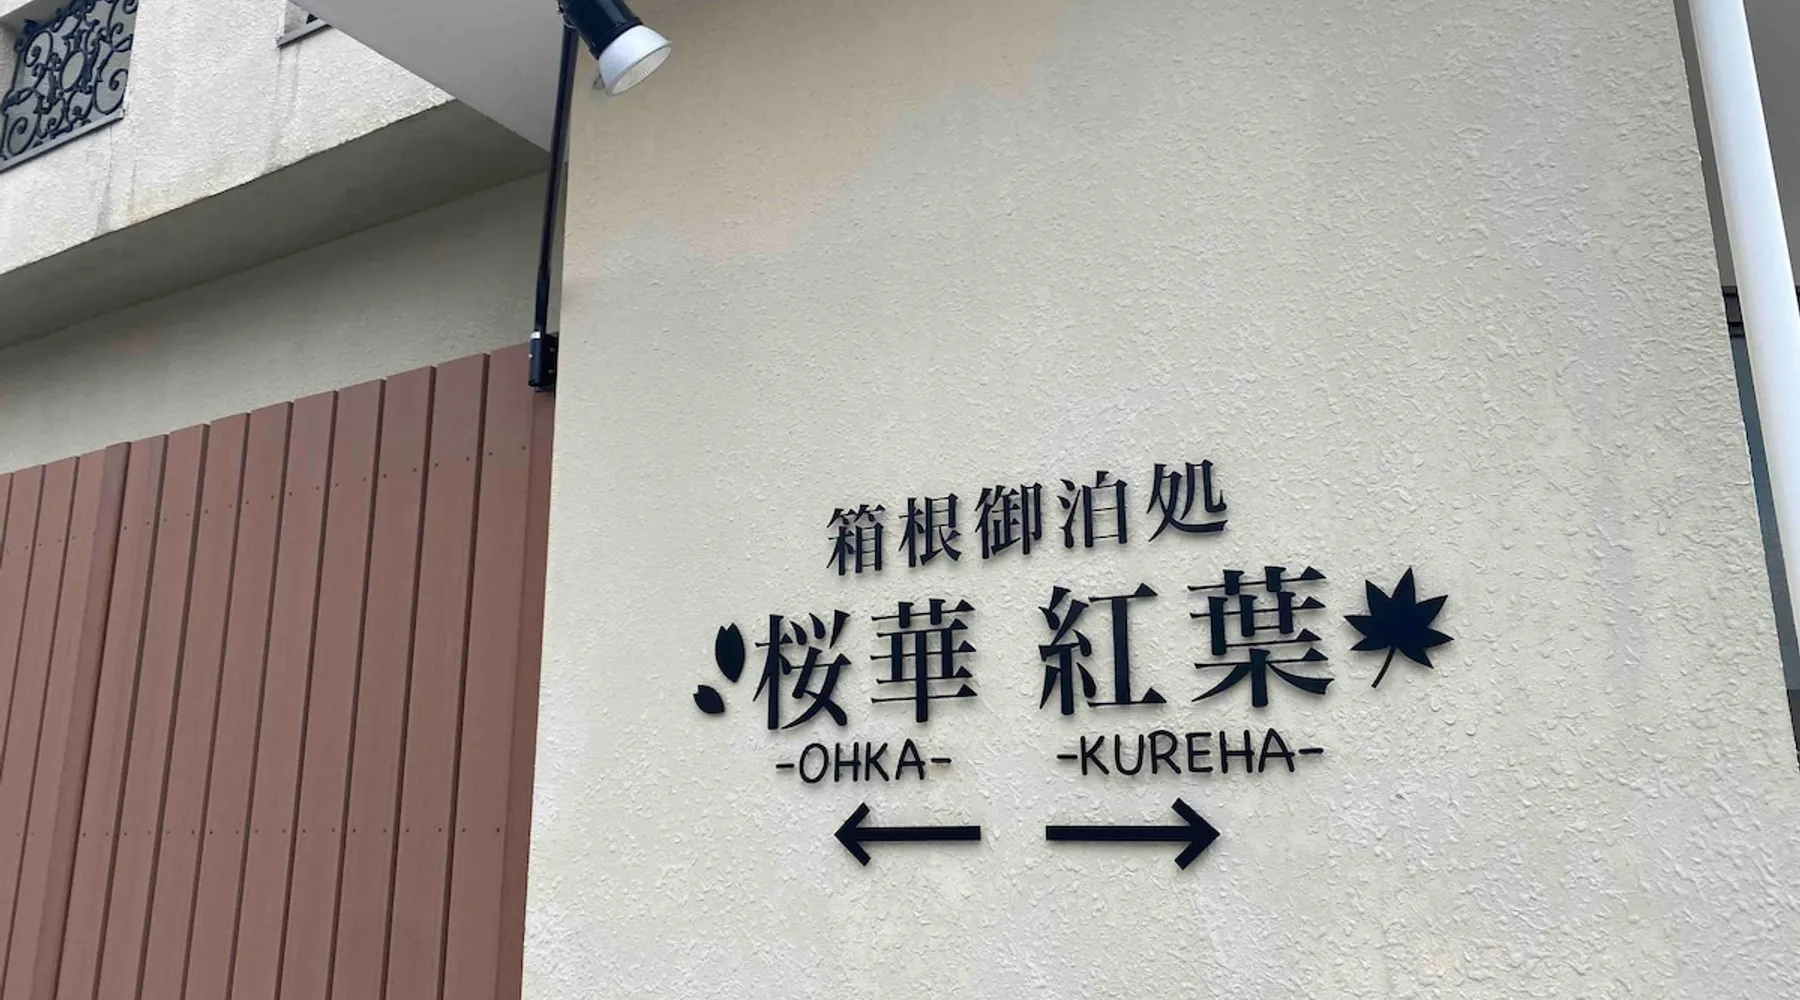 箱根御泊処
桜華 紅葉
-OHKA- -KUREHA-
← →